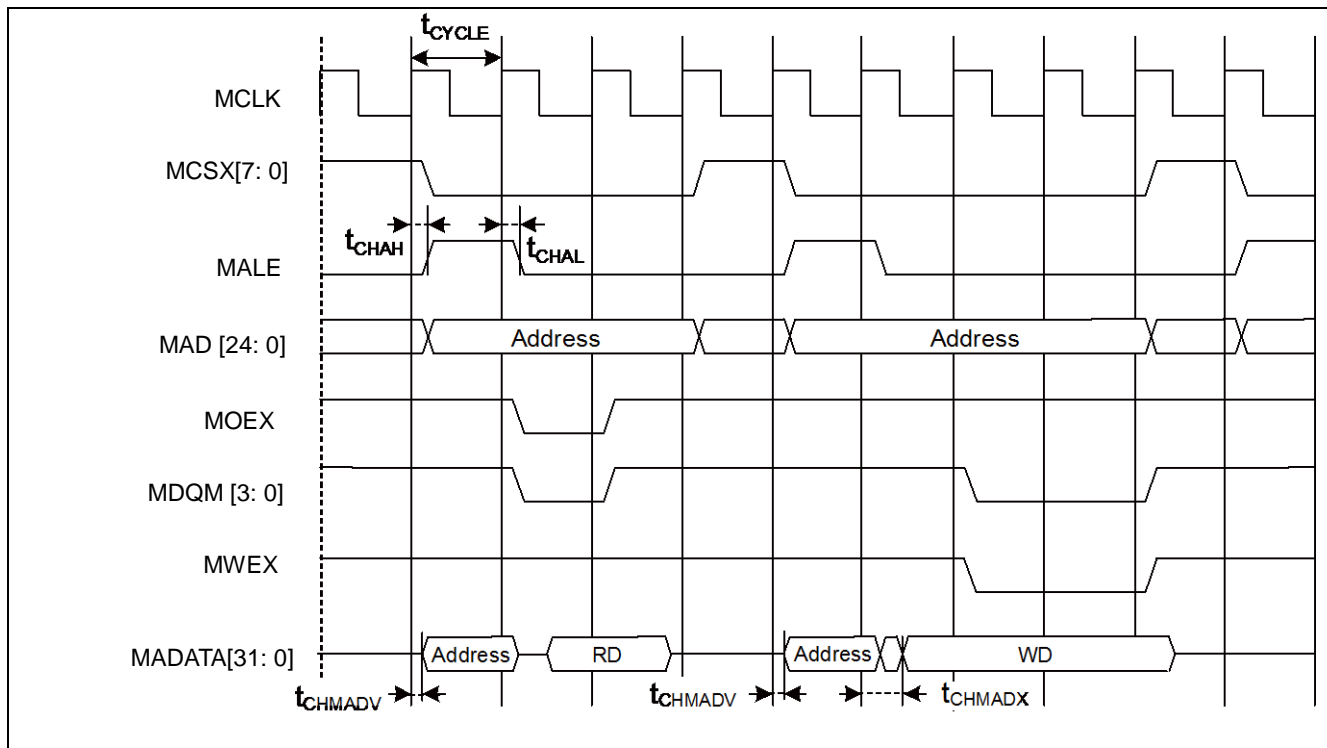 tCYCLE
MCLK
MCSX[7: 0]
tCHAH
tCHAL
MALE
MAD [24: 0]
Address
Address
MOEX
MDQM [3: 0]
MWEX
MADATA[31: 0]
Address
RD
Address
WD
tCHMADV
tCHMADV
tCHMADX